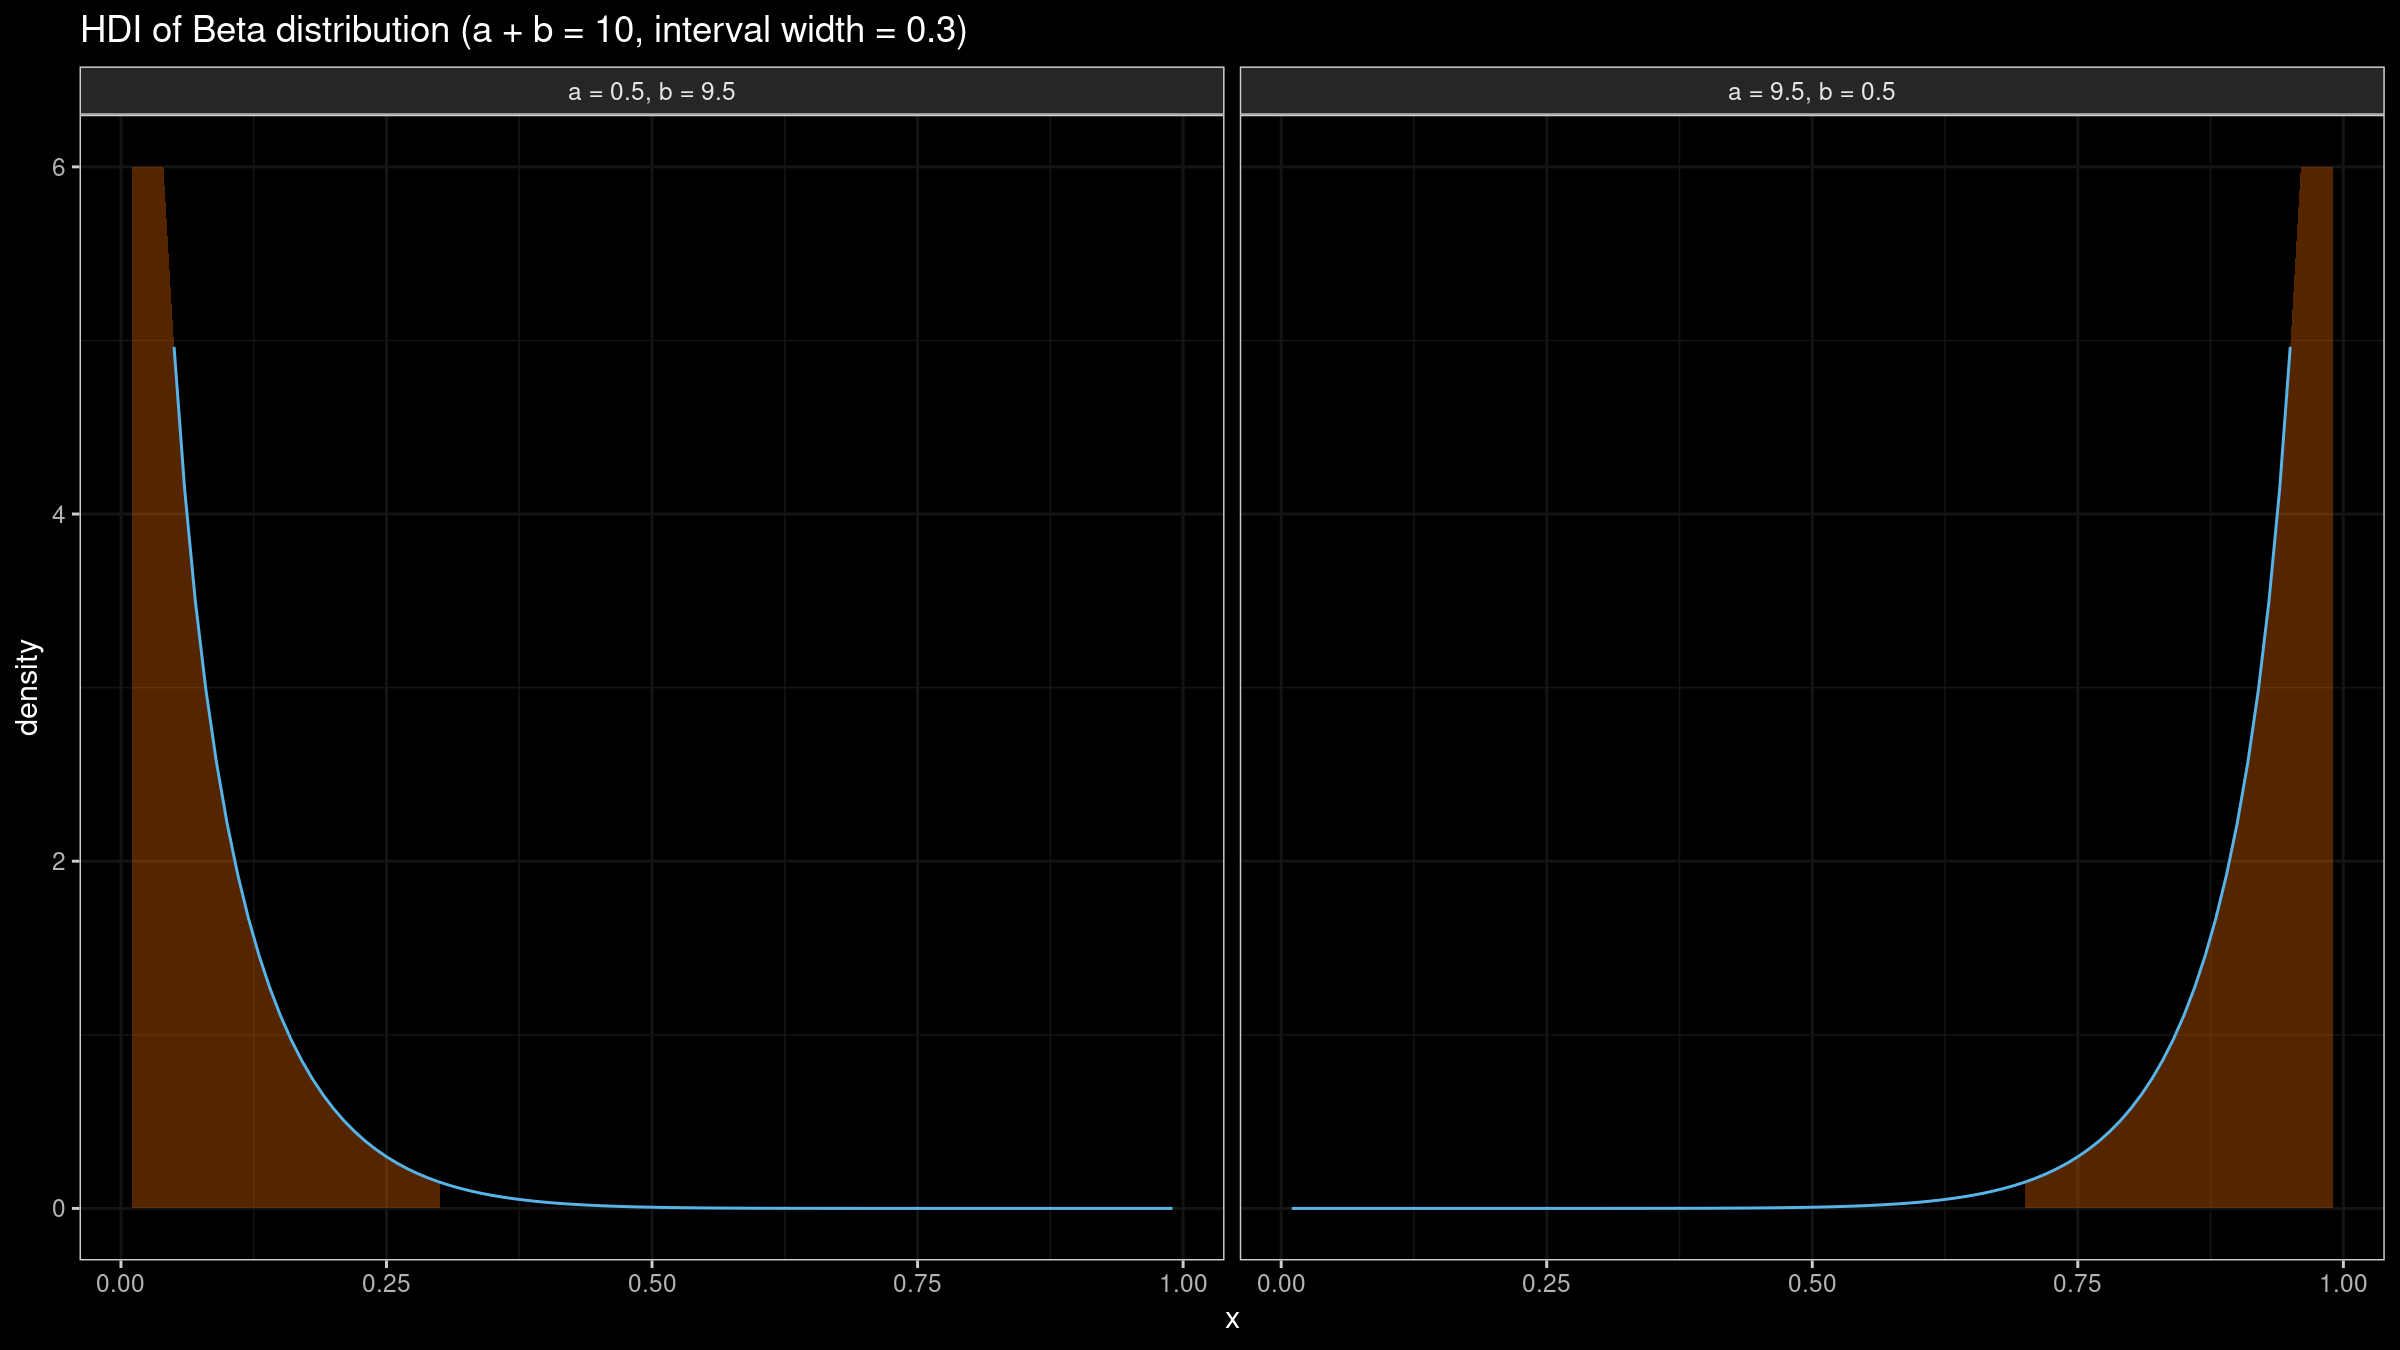 HDI of Beta distribution (a + b = 10, interval width = 0.3)
a = 0.5, b = 9.5
a = 9.5, b = 0.5
6
4
2
0
density
0.00 0.25 0.50 0.75 1.00
0.00 0.25 0.50 0.75 1.00
x